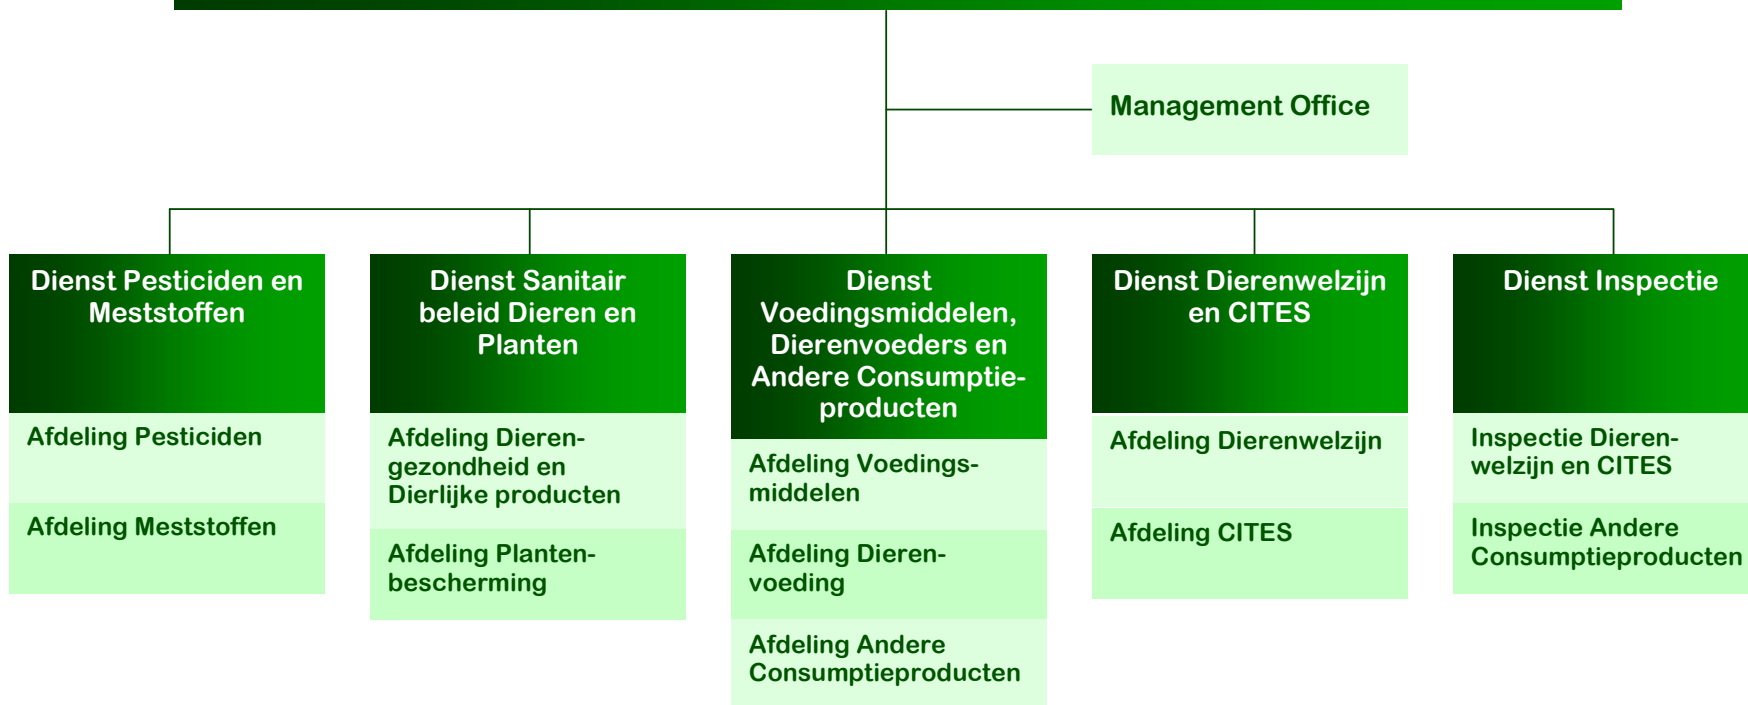 Management Office
Dienst Pesticiden en
Meststoffen
Afdeling Pesticiden
Afdeling Meststoffen
Dienst Sanitair
beleid Dieren en
Planten
Afdeling Dieren-
gezondheid en
Dierlijke producten
Afdeling Planten-
bescherming
Dienst
Voedingsmiddelen,
Dierenvoeders en
Andere Consumptie-
producten
Afdeling Voedings-
middelen
Afdeling Dieren-
voeding
Afdeling Andere
Consumptieproducten
Dienst Dierenwelzijn
en CITES
Afdeling Dierenwelzijn
Afdeling CITES
Dienst Inspectie
Inspectie Dieren-
welzijn en CITES
Inspectie Andere
Consumptieproducten